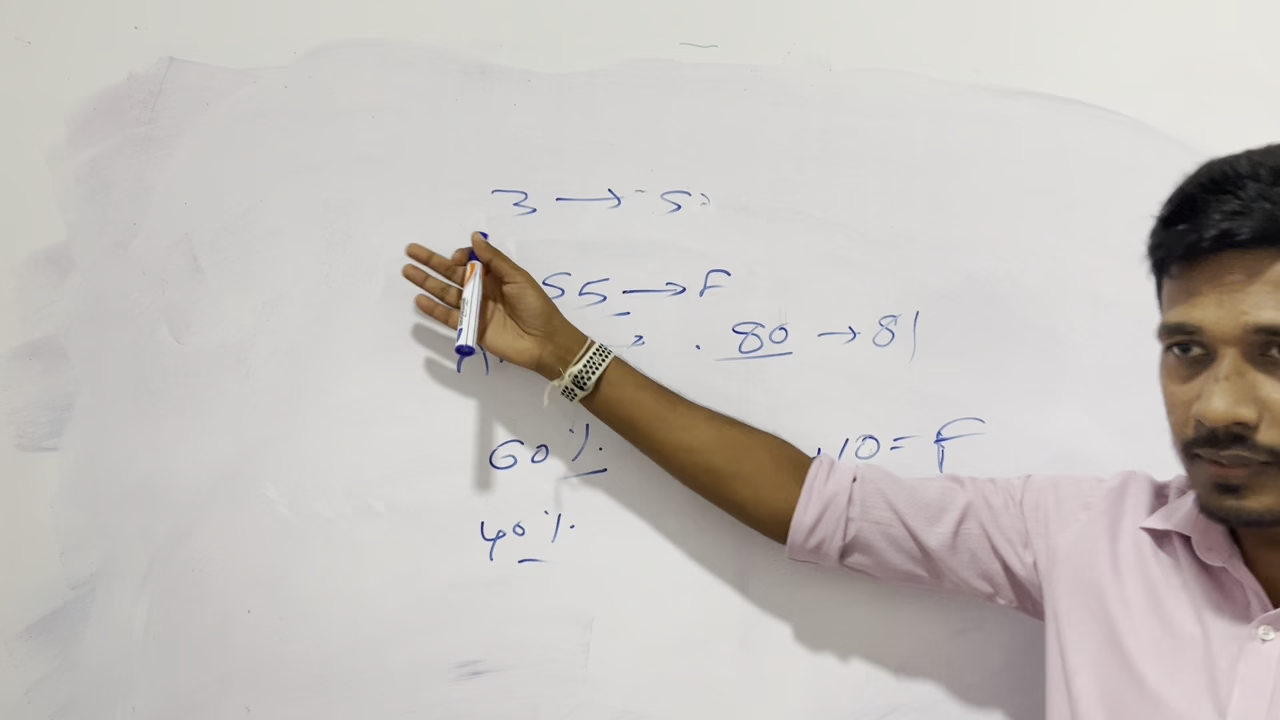 3 → 5
55 → F
80 → 81
60 %
10 = F
40 %